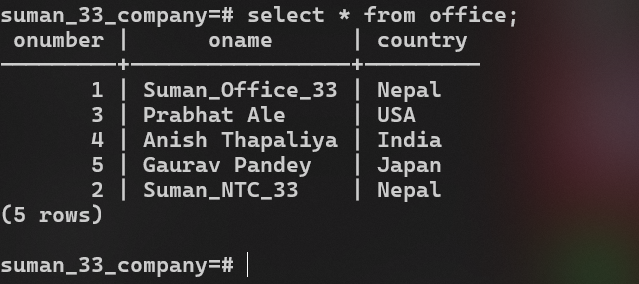 suman_33_company=# select * from office;
 onumber |      oname       | country
---------+------------------+---------
       1 | Suman_Office_33 | Nepal
       3 | Prabhat Ale     | USA
       4 | Anish Thapaliya | India
       5 | Gaurav Pandey   | Japan
       2 | Suman_NTC_33    | Nepal
(5 rows)
suman_33_company=#